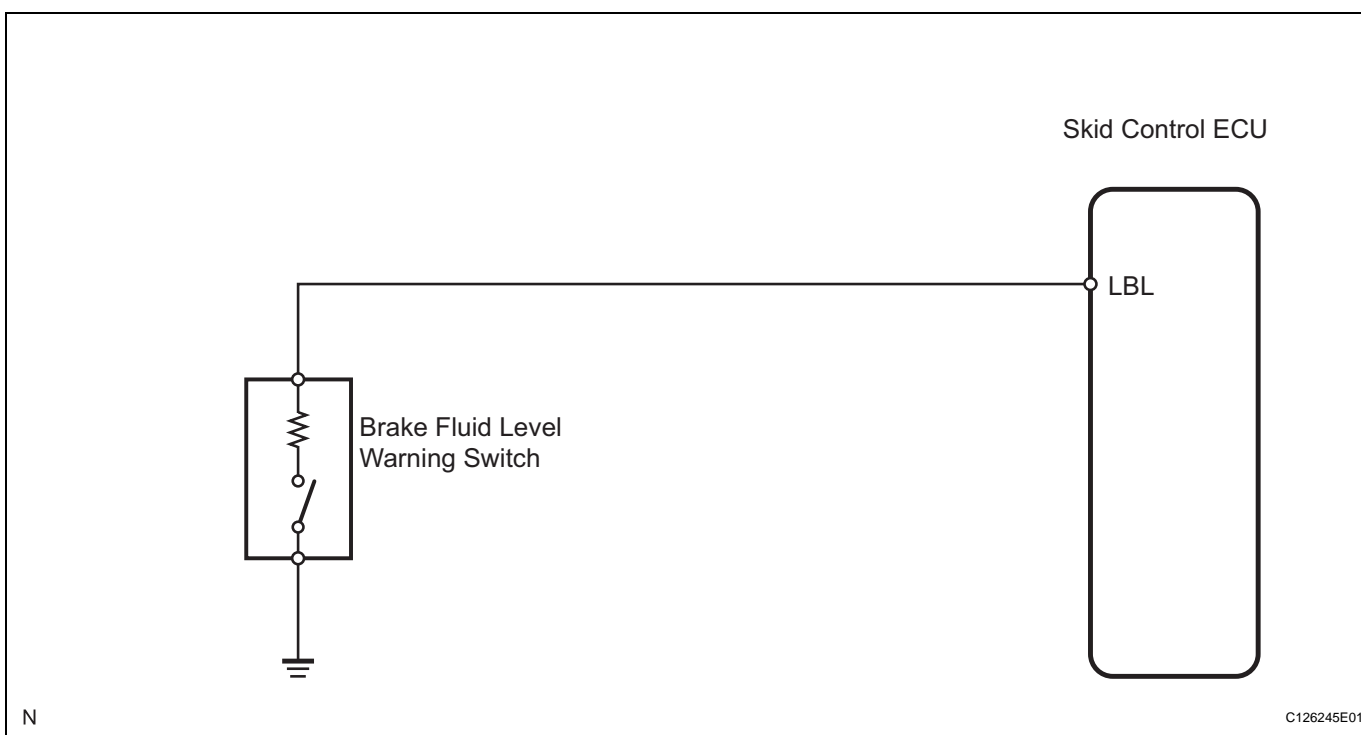 Skid Control ECU
LBL
Brake Fluid Level
Warning Switch
N
C126245E01